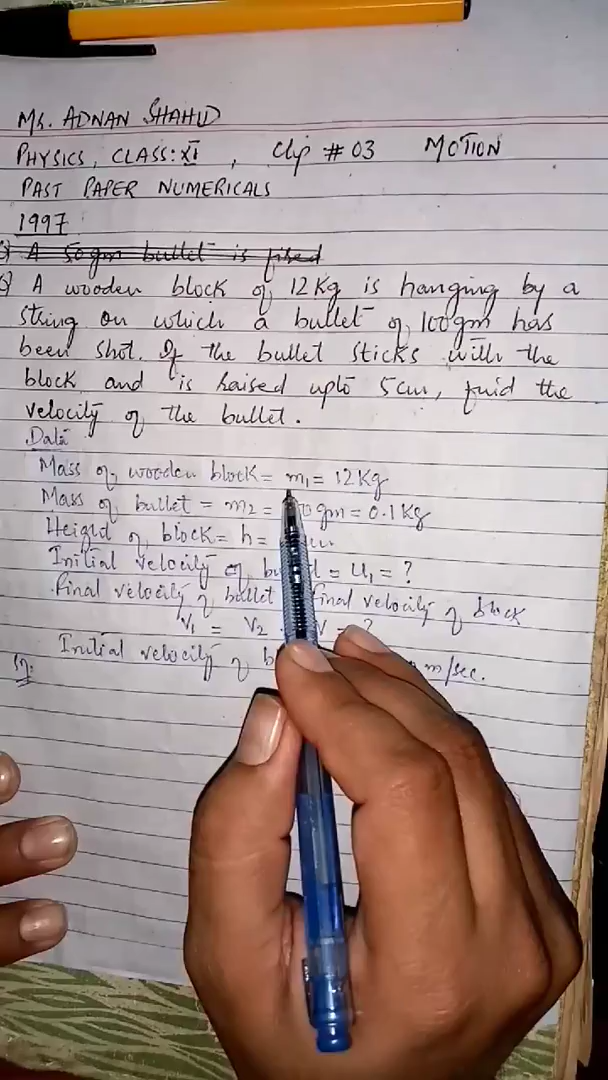 MR. ADNAN SHAHID
PHYSICS, CLASS: XI, Clip # 03 MOTION
PAST PAPER NUMERICALS
1997
A 50gm bullet is fired
Q) A wooden block of 12 Kg is hanging by a
string on which a bullet of 100gm has
been shot. If the bullet sticks with the
block and is raised upto 5cm, find the
velocity of the bullet.
Data:
Mass of wooden block = m₁ = 12 Kg
Mass of bullet = m₂ = gm = 0.1 Kg
Height of block = h =
Initial velocity of = U₁ = ?
Final velocity of bullet Final velocity of block
V₁ = V₂ V = ?
Initial velocity of m/sec.